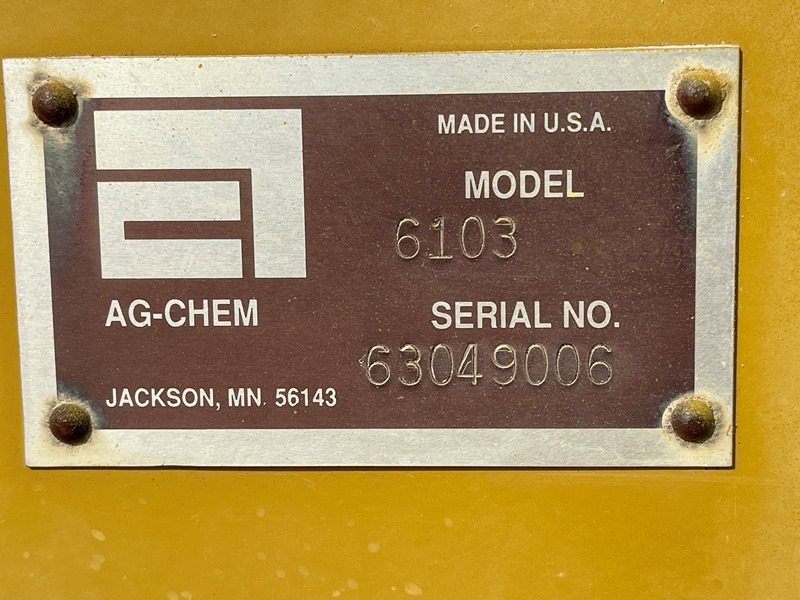 MADE IN U.S.A.
MODEL
6103
AG-CHEM
SERIAL NO.
63049006
JACKSON, MN. 56143